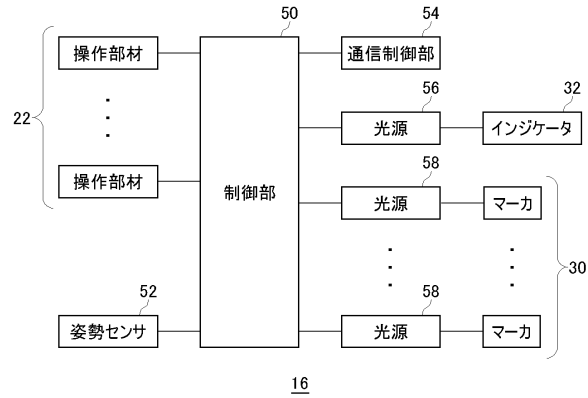 50
54
操作部材
通信制御部
56
32
22
光源
インジケータ
操作部材
58
制御部
光源
マーカ
30
52
58
姿勢センサ
光源
マーカ
16